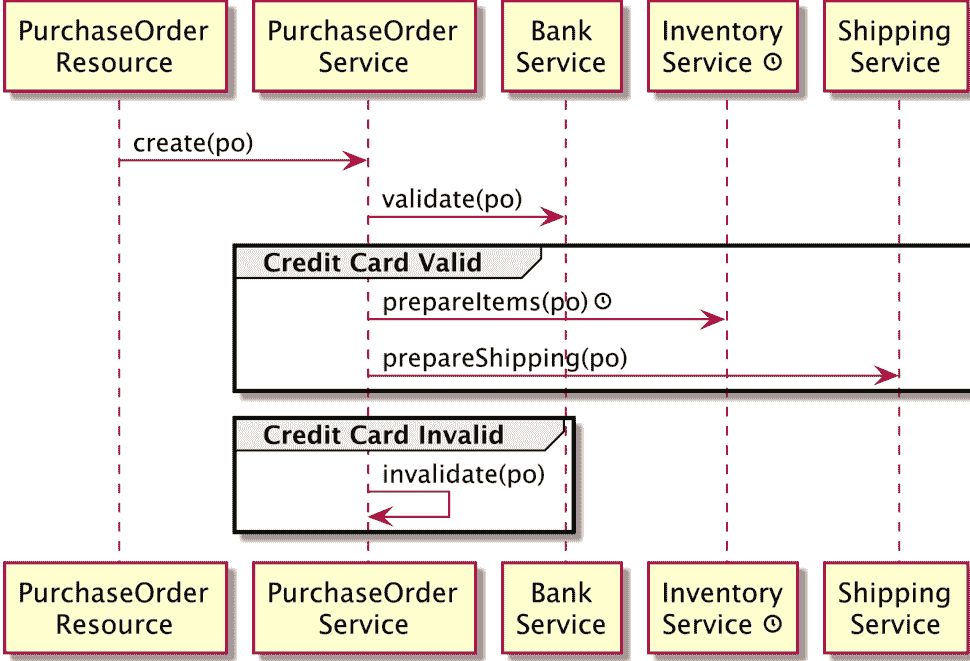 PurchaseOrder
Resource
PurchaseOrder
Service
Bank
Service
Inventory
Service
Shipping
Service
create(po)
validate(po)
Credit Card Valid
prepareItems(po)
prepareShipping(po)
Credit Card Invalid
invalidate(po)
PurchaseOrder
Resource
PurchaseOrder
Service
Bank
Service
Inventory
Service
Shipping
Service